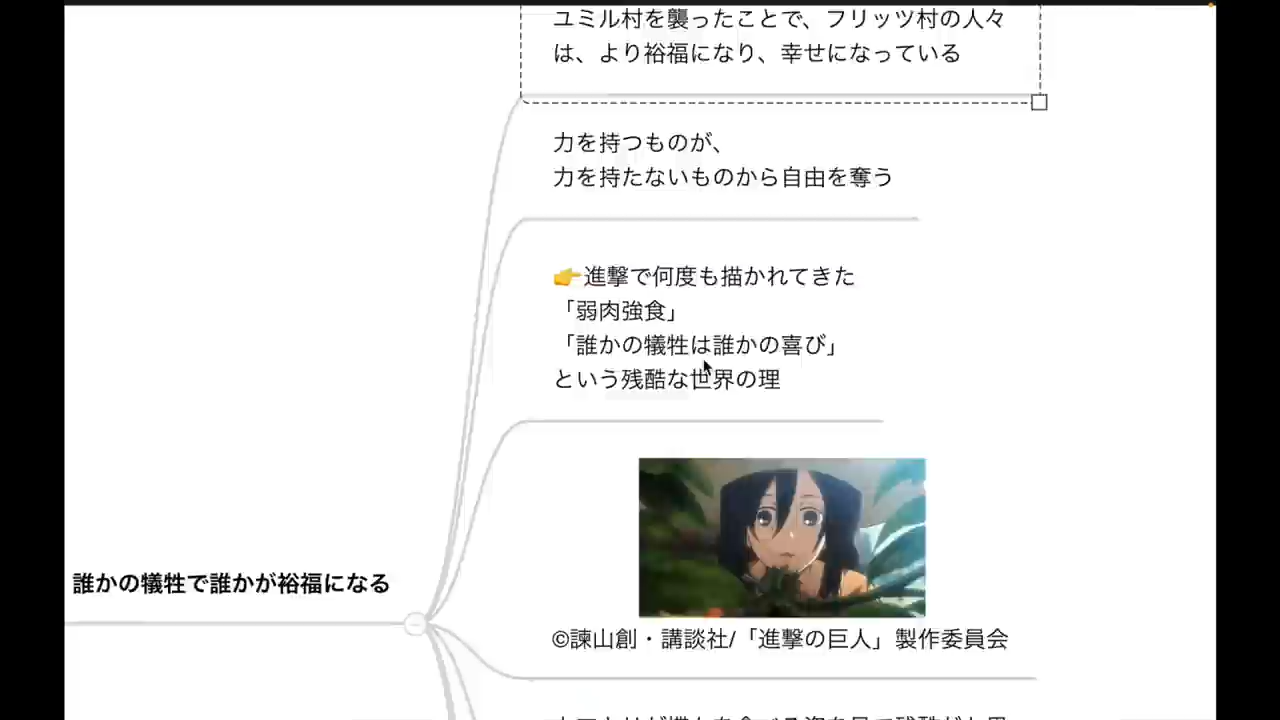 ユミル村を襲ったことで、フリッツ村の人々
は、より裕福になり、幸せになっている
力を持つものが、
力を持たないものから自由を奪う
👉進撃で何度も描かれてきた
「弱肉強食」
「誰かの犠牲は誰かの喜び」
という残酷な世界の理
誰かの犠牲で誰かが裕福になる
©諫山創・講談社/「進撃の巨人」製作委員会